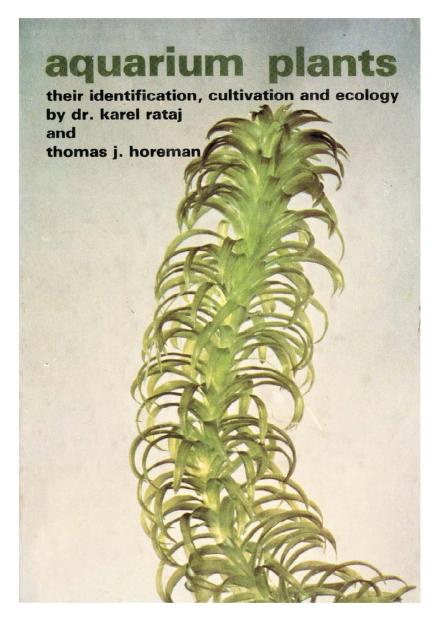 aquarium plants
their identification, cultivation and ecology
by dr. karel rataj
and
thomas j. horeman